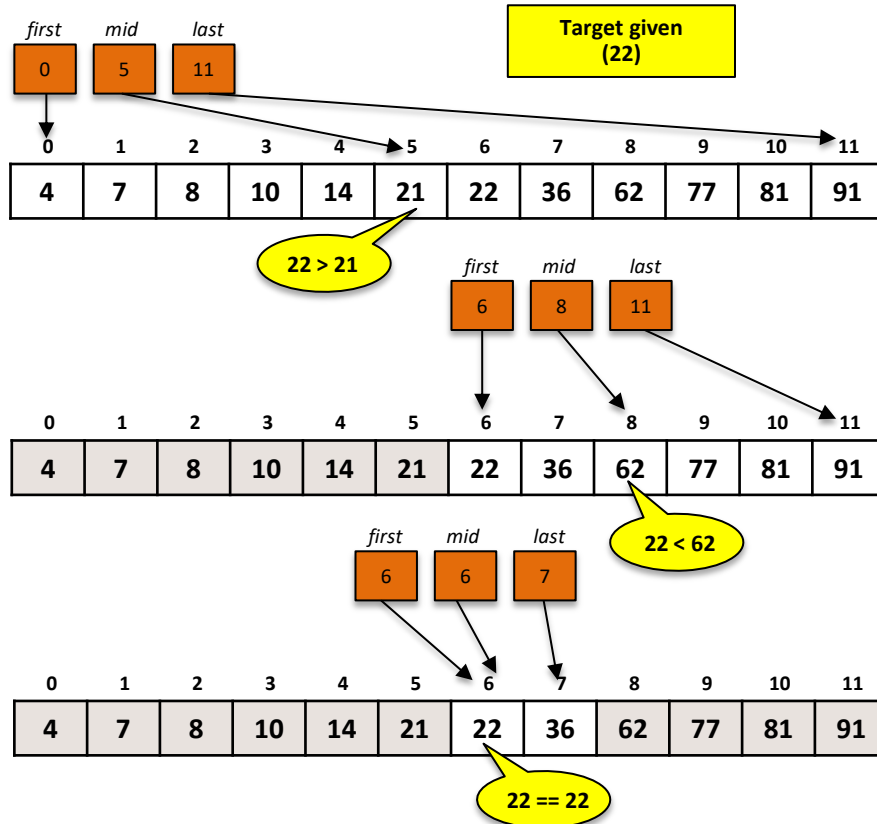 Target given
(22)
first mid last
0 5 11
0 1 2 3 4 5 6 7 8 9 10 11
4 7 8 10 14 21 22 36 62 77 81 91
22 > 21
first mid last
6 8 11
0 1 2 3 4 5 6 7 8 9 10 11
4 7 8 10 14 21 22 36 62 77 81 91
22 < 62
first mid last
6 6 7
0 1 2 3 4 5 6 7 8 9 10 11
4 7 8 10 14 21 22 36 62 77 81 91
22 == 22